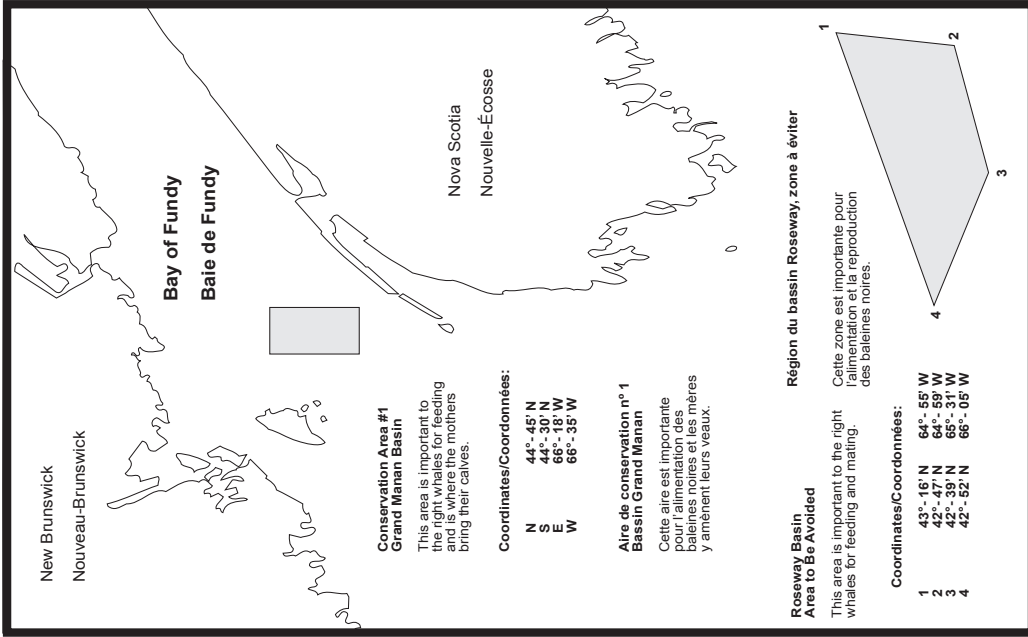 New Brunswick
Nouveau-Brunswick
Bay of Fundy
Baie de Fundy
Nova Scotia
Nouvelle-Écosse
Conservation Area #1
Grand Manan Basin
This area is important to
the right whales for feeding
and is where the mothers
bring their calves.
Coordinates/Coordonnées:
N 44°- 45' N
S 44°- 30' N
E 66°- 18' W
W 66°- 35' W
Aire de conservation nº 1
Bassin Grand Manan
Cette aire est importante
pour l'alimentation des
baleines noires et les mères
y amènent leurs veaux.
Roseway Basin
Area to Be Avoided
This area is important to the right
whales for feeding and mating.
Région du bassin Roseway, zone à éviter
Cette zone est importante pour
l'alimentation et la reproduction
des baleines noires.
Coordinates/Coordonnées:
1 43°- 16' N 64°- 55' W
2 42°- 47' N 64°- 59' W
3 42°- 39' N 65°- 31' W
4 42°- 52' N 66°- 05' W
1
2
3
4